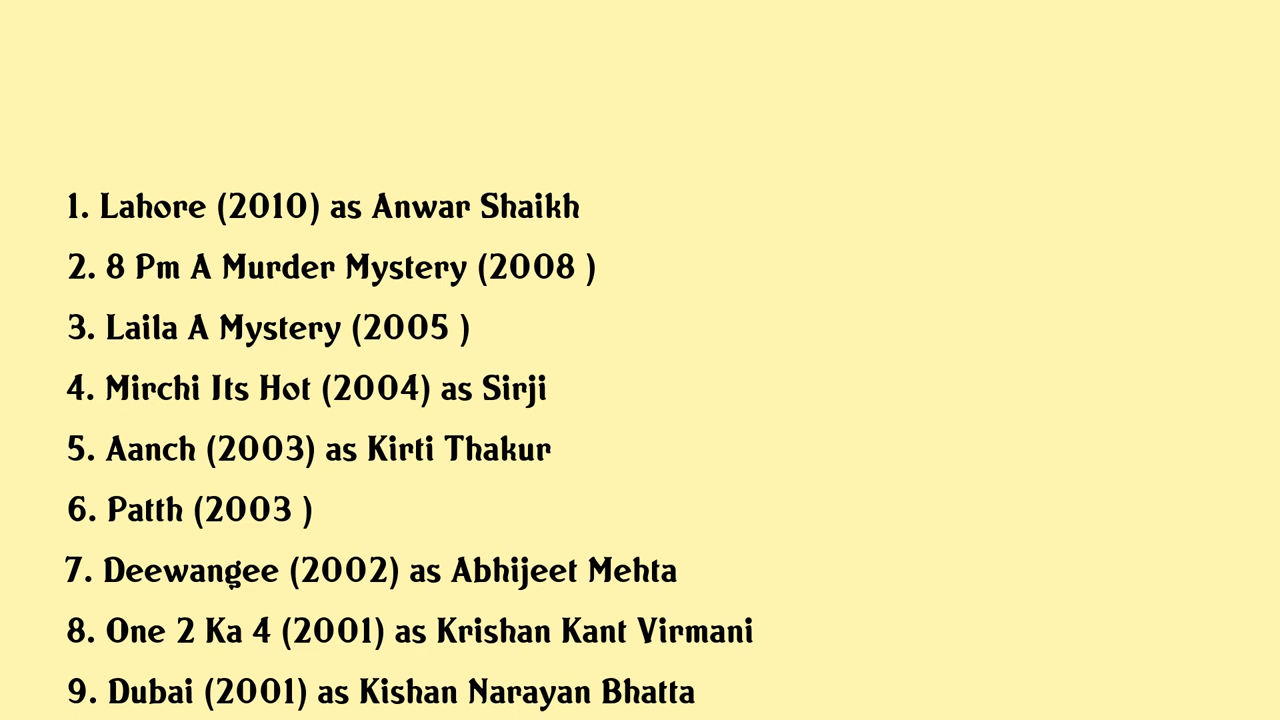 1. Lahore (2010) as Anwar Shaikh
2. 8 Pm A Murder Mystery (2008 )
3. Laila A Mystery (2005 )
4. Mirchi Its Hot (2004) as Sirji
5. Aanch (2003) as Kirti Thakur
6. Patth (2003 )
7. Deewangee (2002) as Abhijeet Mehta
8. One 2 Ka 4 (2001) as Krishan Kant Virmani
9. Dubai (2001) as Kishan Narayan Bhatta